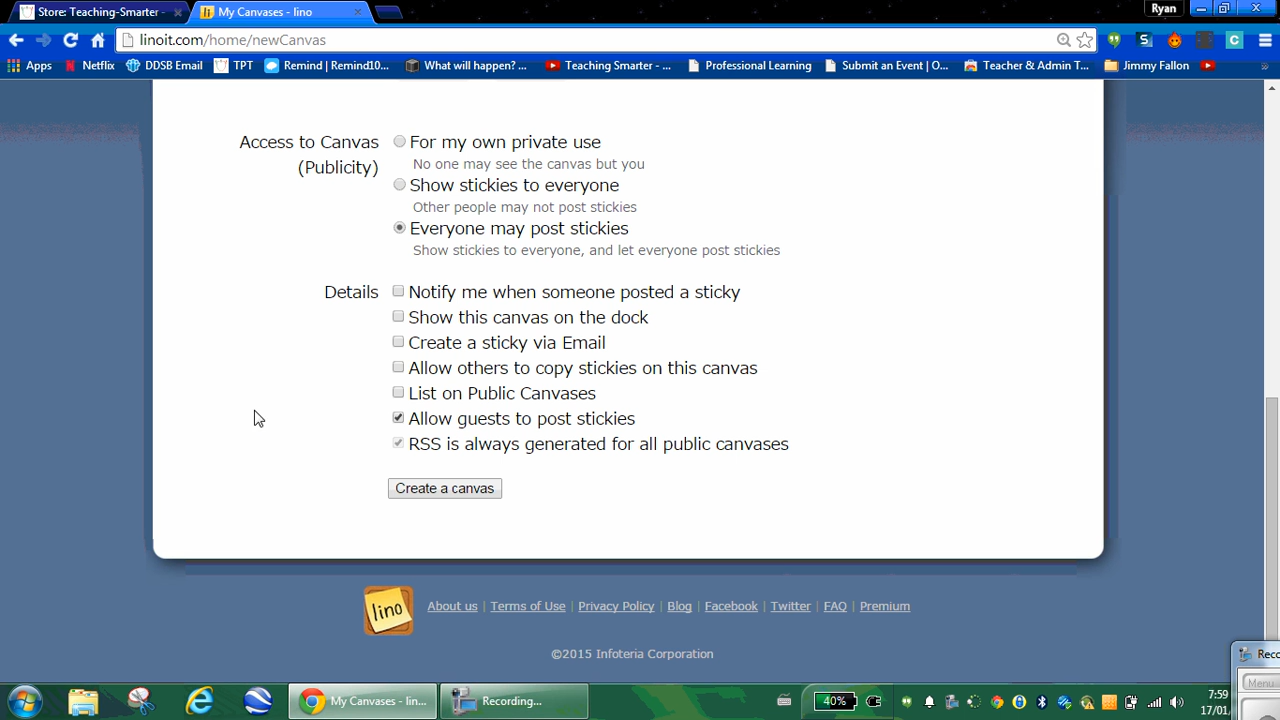 Store: Teaching-Smarter -
My Canvases - lino
Ryan
linoit.com/home/newCanvas
Apps
Netflix
DDSB Email
TPT
Remind | Remind10...
What will happen? ...
Teaching Smarter - ...
Professional Learning
Submit an Event | O...
Teacher & Admin T...
Jimmy Fallon
»
Access to Canvas
(Publicity)
For my own private use
No one may see the canvas but you
Show stickies to everyone
Other people may not post stickies
Everyone may post stickies
Show stickies to everyone, and let everyone post stickies
Details
Notify me when someone posted a sticky
Show this canvas on the dock
Create a sticky via Email
Allow others to copy stickies on this canvas
List on Public Canvases
Allow guests to post stickies
RSS is always generated for all public canvases
Create a canvas
lino
About us | Terms of Use | Privacy Policy | Blog | Facebook | Twitter | FAQ | Premium
©2015 Infoteria Corporation
Reco
Menu
My Canvases - lin...
Recording...
40%
7:59
17/01